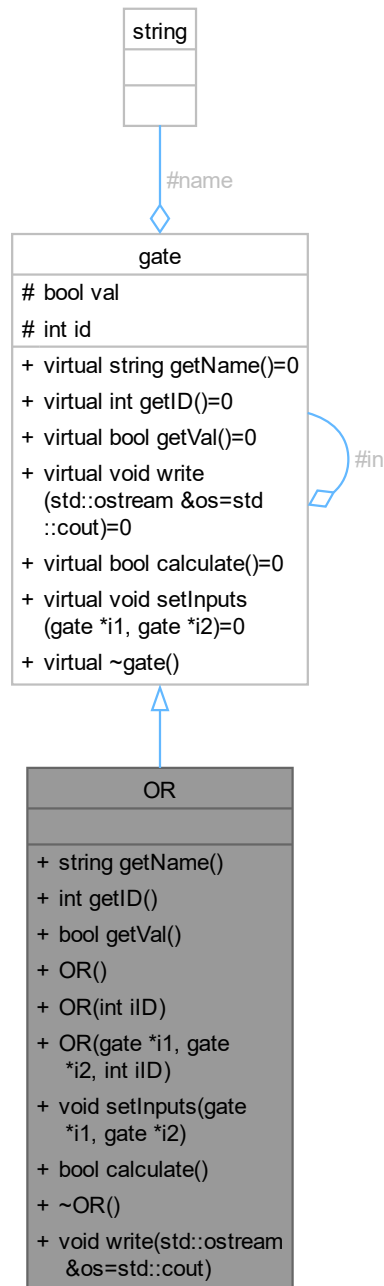 string
#name
gate
# bool val
# int id
+ virtual string getName()=0
+ virtual int getID()=0
+ virtual bool getVal()=0
+ virtual void write
(std::ostream &os=std
::cout)=0
#in
+ virtual bool calculate()=0
+ virtual void setInputs
(gate *i1, gate *i2)=0
+ virtual ~gate()
OR
+ string getName()
+ int getID()
+ bool getVal()
+ OR()
+ OR(int iID)
+ OR(gate *i1, gate
*i2, int iID)
+ void setInputs(gate
*i1, gate *i2)
+ bool calculate()
+ ~OR()
+ void write(std::ostream
&os=std::cout)